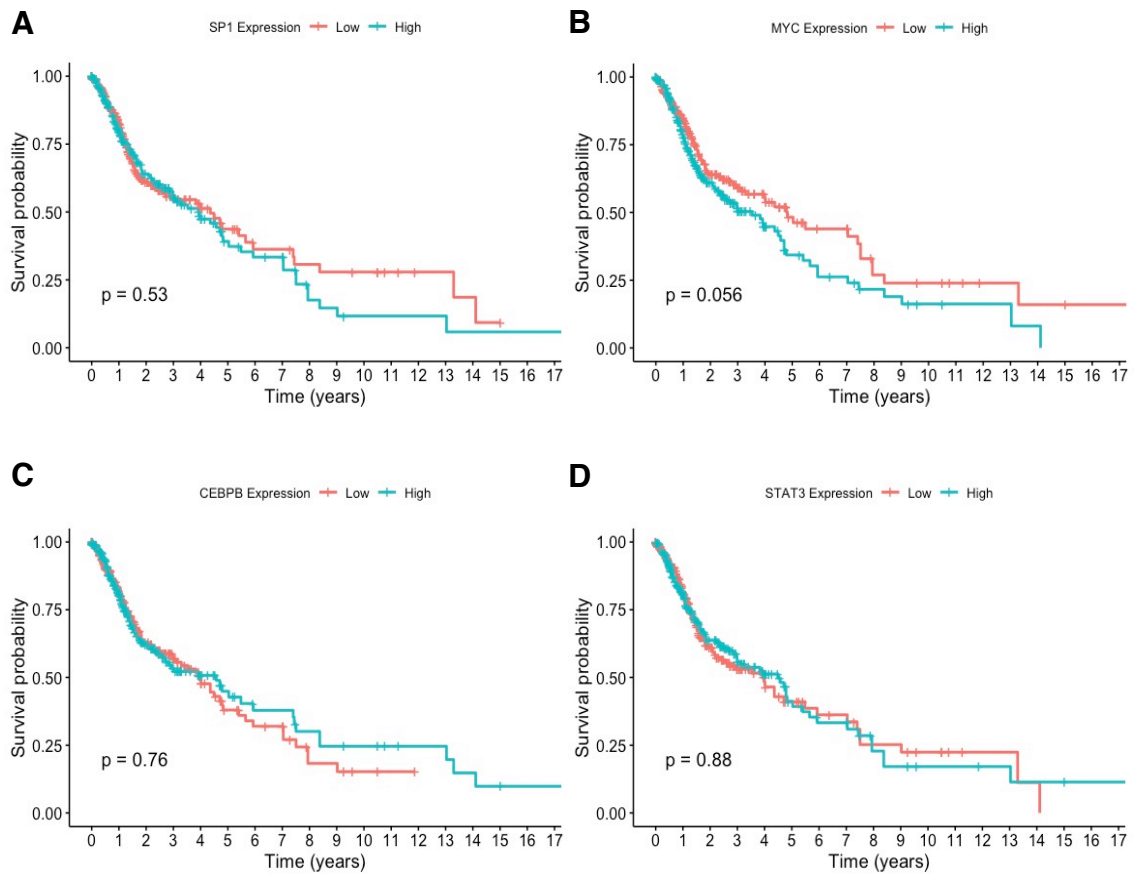 A
SP1 Expression Low High
Survival probability
1.00
0.75
0.50
0.25
0.00
p = 0.53
0 1 2 3 4 5 6 7 8 9 10 11 12 13 14 15 16 17
Time (years)
B
MYC Expression Low High
Survival probability
1.00
0.75
0.50
0.25
0.00
p = 0.056
0 1 2 3 4 5 6 7 8 9 10 11 12 13 14 15 16 17
Time (years)
C
CEBPB Expression Low High
Survival probability
1.00
0.75
0.50
0.25
0.00
p = 0.76
0 1 2 3 4 5 6 7 8 9 10 11 12 13 14 15 16 17
Time (years)
D
STAT3 Expression Low High
Survival probability
1.00
0.75
0.50
0.25
0.00
p = 0.88
0 1 2 3 4 5 6 7 8 9 10 11 12 13 14 15 16 17
Time (years)